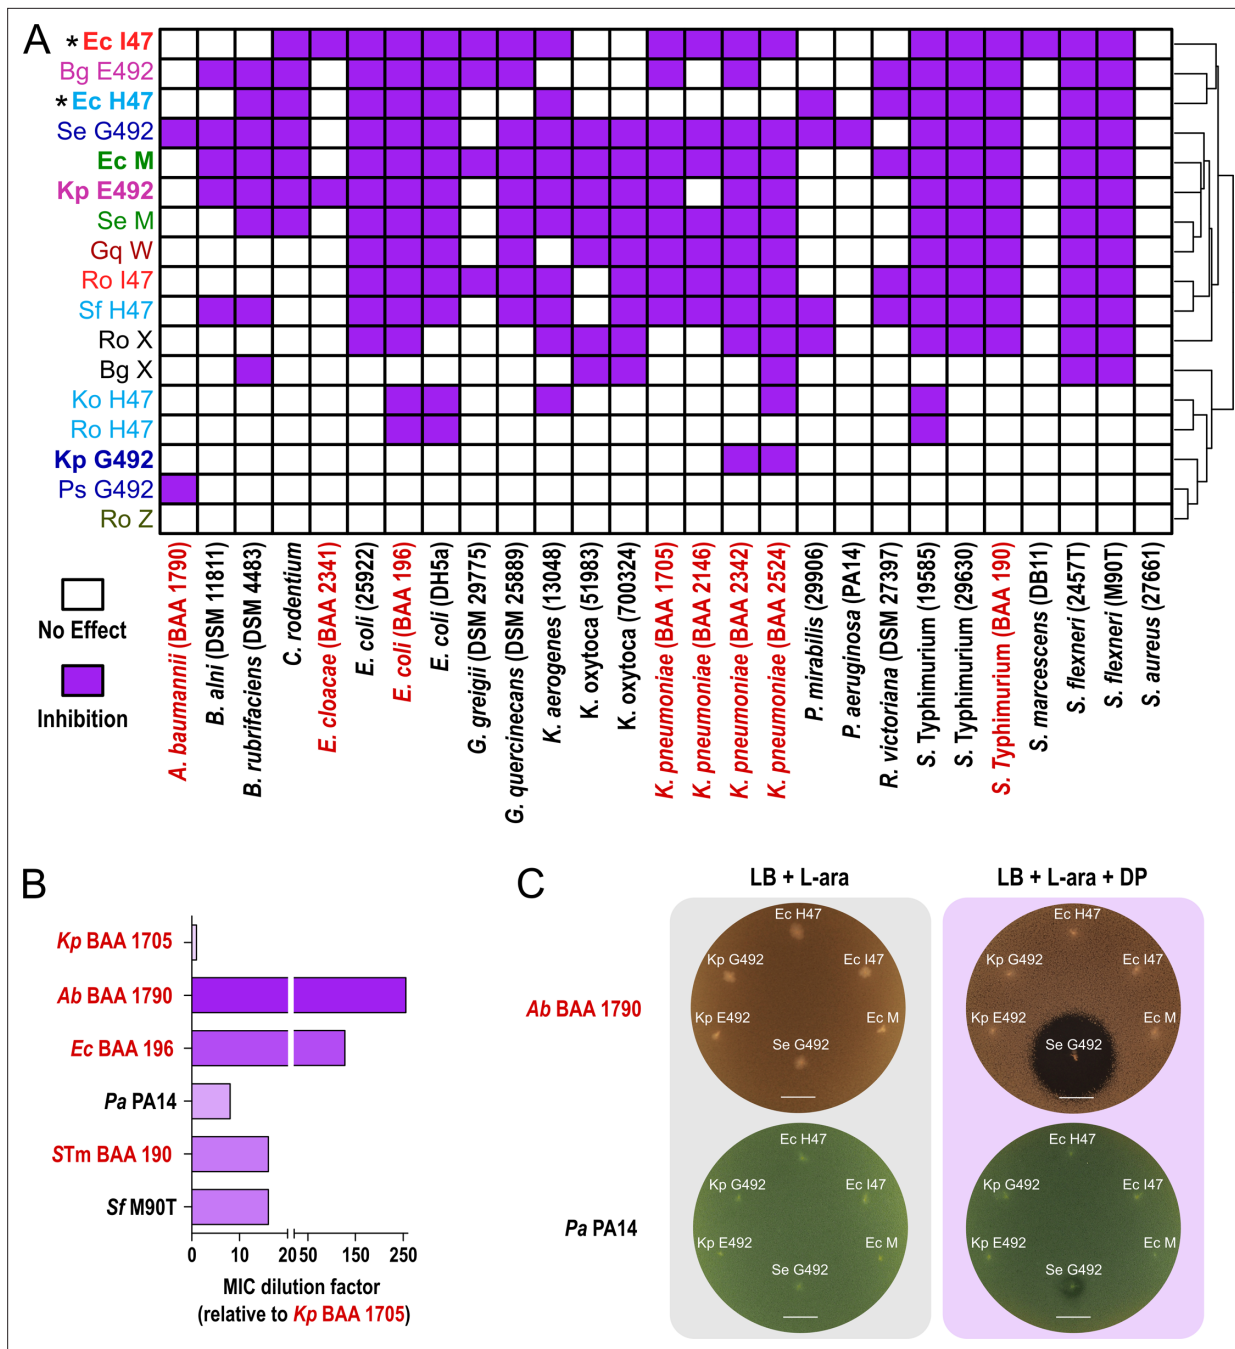 A
* Ec I47
Bg E492
* Ec H47
Se G492
Ec M
Kp E492
Se M
Gq W
Ro I47
Sf H47
Ro X
Bg X
Ko H47
Ro H47
Kp G492
Ps G492
Ro Z
No Effect
Inhibition
A. baumannii (BAA 1790)
B. alni (DSM 11811)
B. rubrifaciens (DSM 4483)
C. rodentium
E. cloacae (BAA 2341)
E. coli (25922)
E. coli (BAA 196)
E. coli (DH5a)
G. greigii (DSM 29775)
G. quercinecans (DSM 25889)
K. aerogenes (13048)
K. oxytoca (51983)
K. oxytoca (700324)
K. pneumoniae (BAA 1705)
K. pneumoniae (BAA 2146)
K. pneumoniae (BAA 2342)
K. pneumoniae (BAA 2524)
P. mirabilis (29906)
P. aeruginosa (PA14)
R. victoriana (DSM 27397)
S. Typhimurium (19585)
S. Typhimurium (29630)
S. Typhimurium (BAA 190)
S. marcescens (DB11)
S. flexneri (2457T)
S. flexneri (M90T)
S. aureus (27661)
B
Kp BAA 1705
Ab BAA 1790
Ec BAA 196
Pa PA14
STm BAA 190
Sf M90T
0 10 20 50 150 250
MIC dilution factor
(relative to Kp BAA 1705)
C
LB + L-ara
LB + L-ara + DP
Ab BAA 1790
Ec H47
Kp G492
Ec I47
Kp E492
Ec M
Se G492
Ec H47
Kp G492
Ec I47
Kp E492
Ec M
Se G492
Pa PA14
Ec H47
Kp G492
Ec I47
Kp E492
Ec M
Se G492
Ec H47
Kp G492
Ec I47
Kp E492
Ec M
Se G492